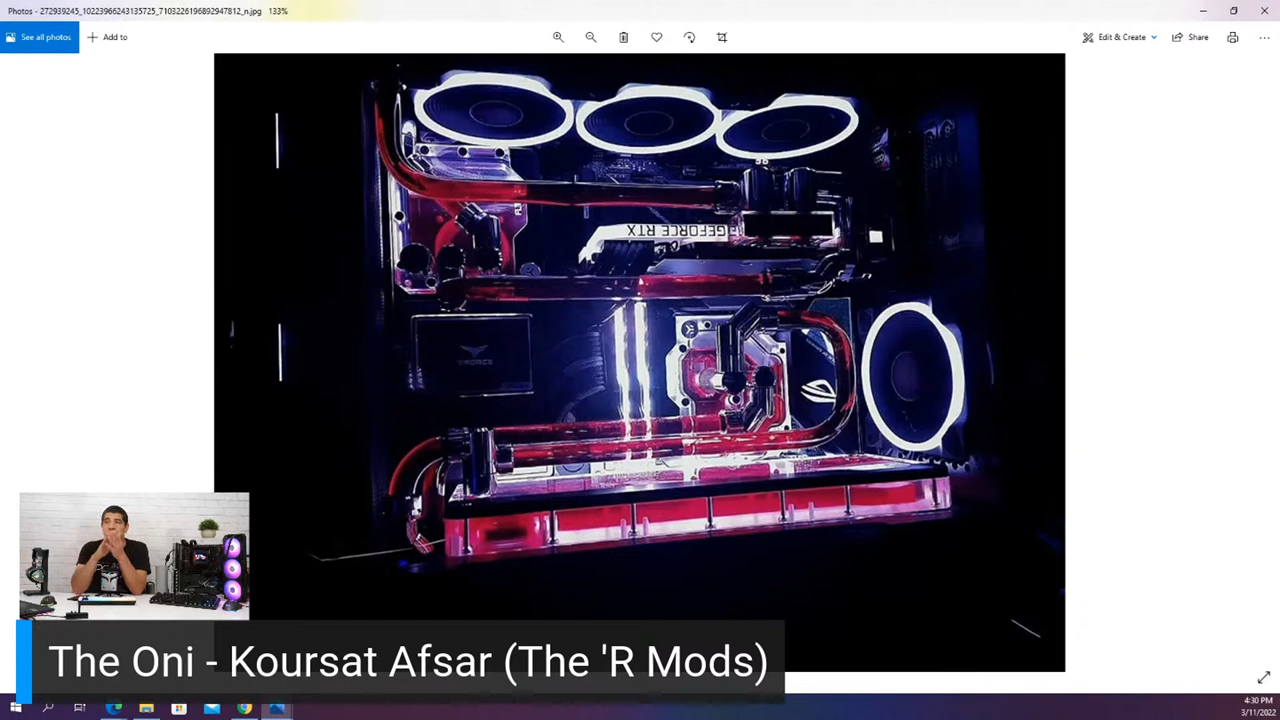 Photos - 272939245_10223966243135725_7103226196892947812_n.jpg 133%
See all photos
Add to
Edit & Create
Share
GEFORCE RTX
The Oni - Koursat Afsar (The 'R Mods)
4:30 PM
3/11/2022